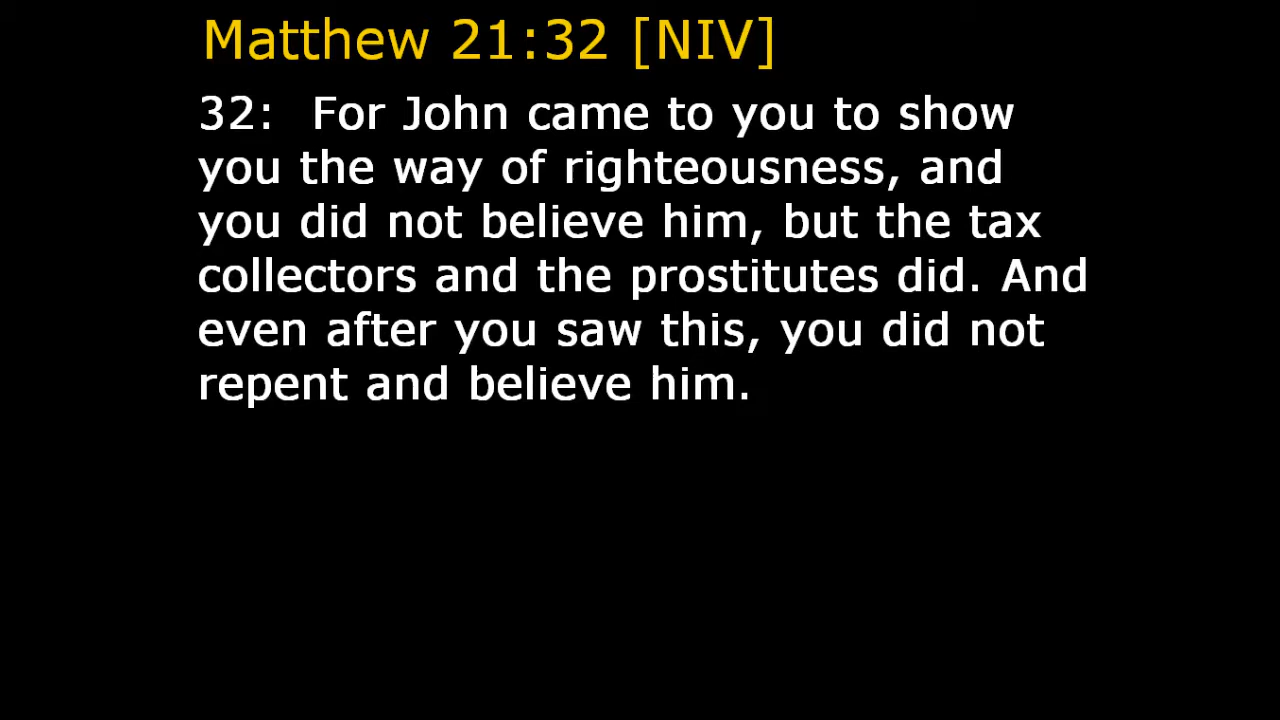 Matthew 21:32 [NIV]
32:  For John came to you to show
you the way of righteousness, and
you did not believe him, but the tax
collectors and the prostitutes did. And
even after you saw this, you did not
repent and believe him.